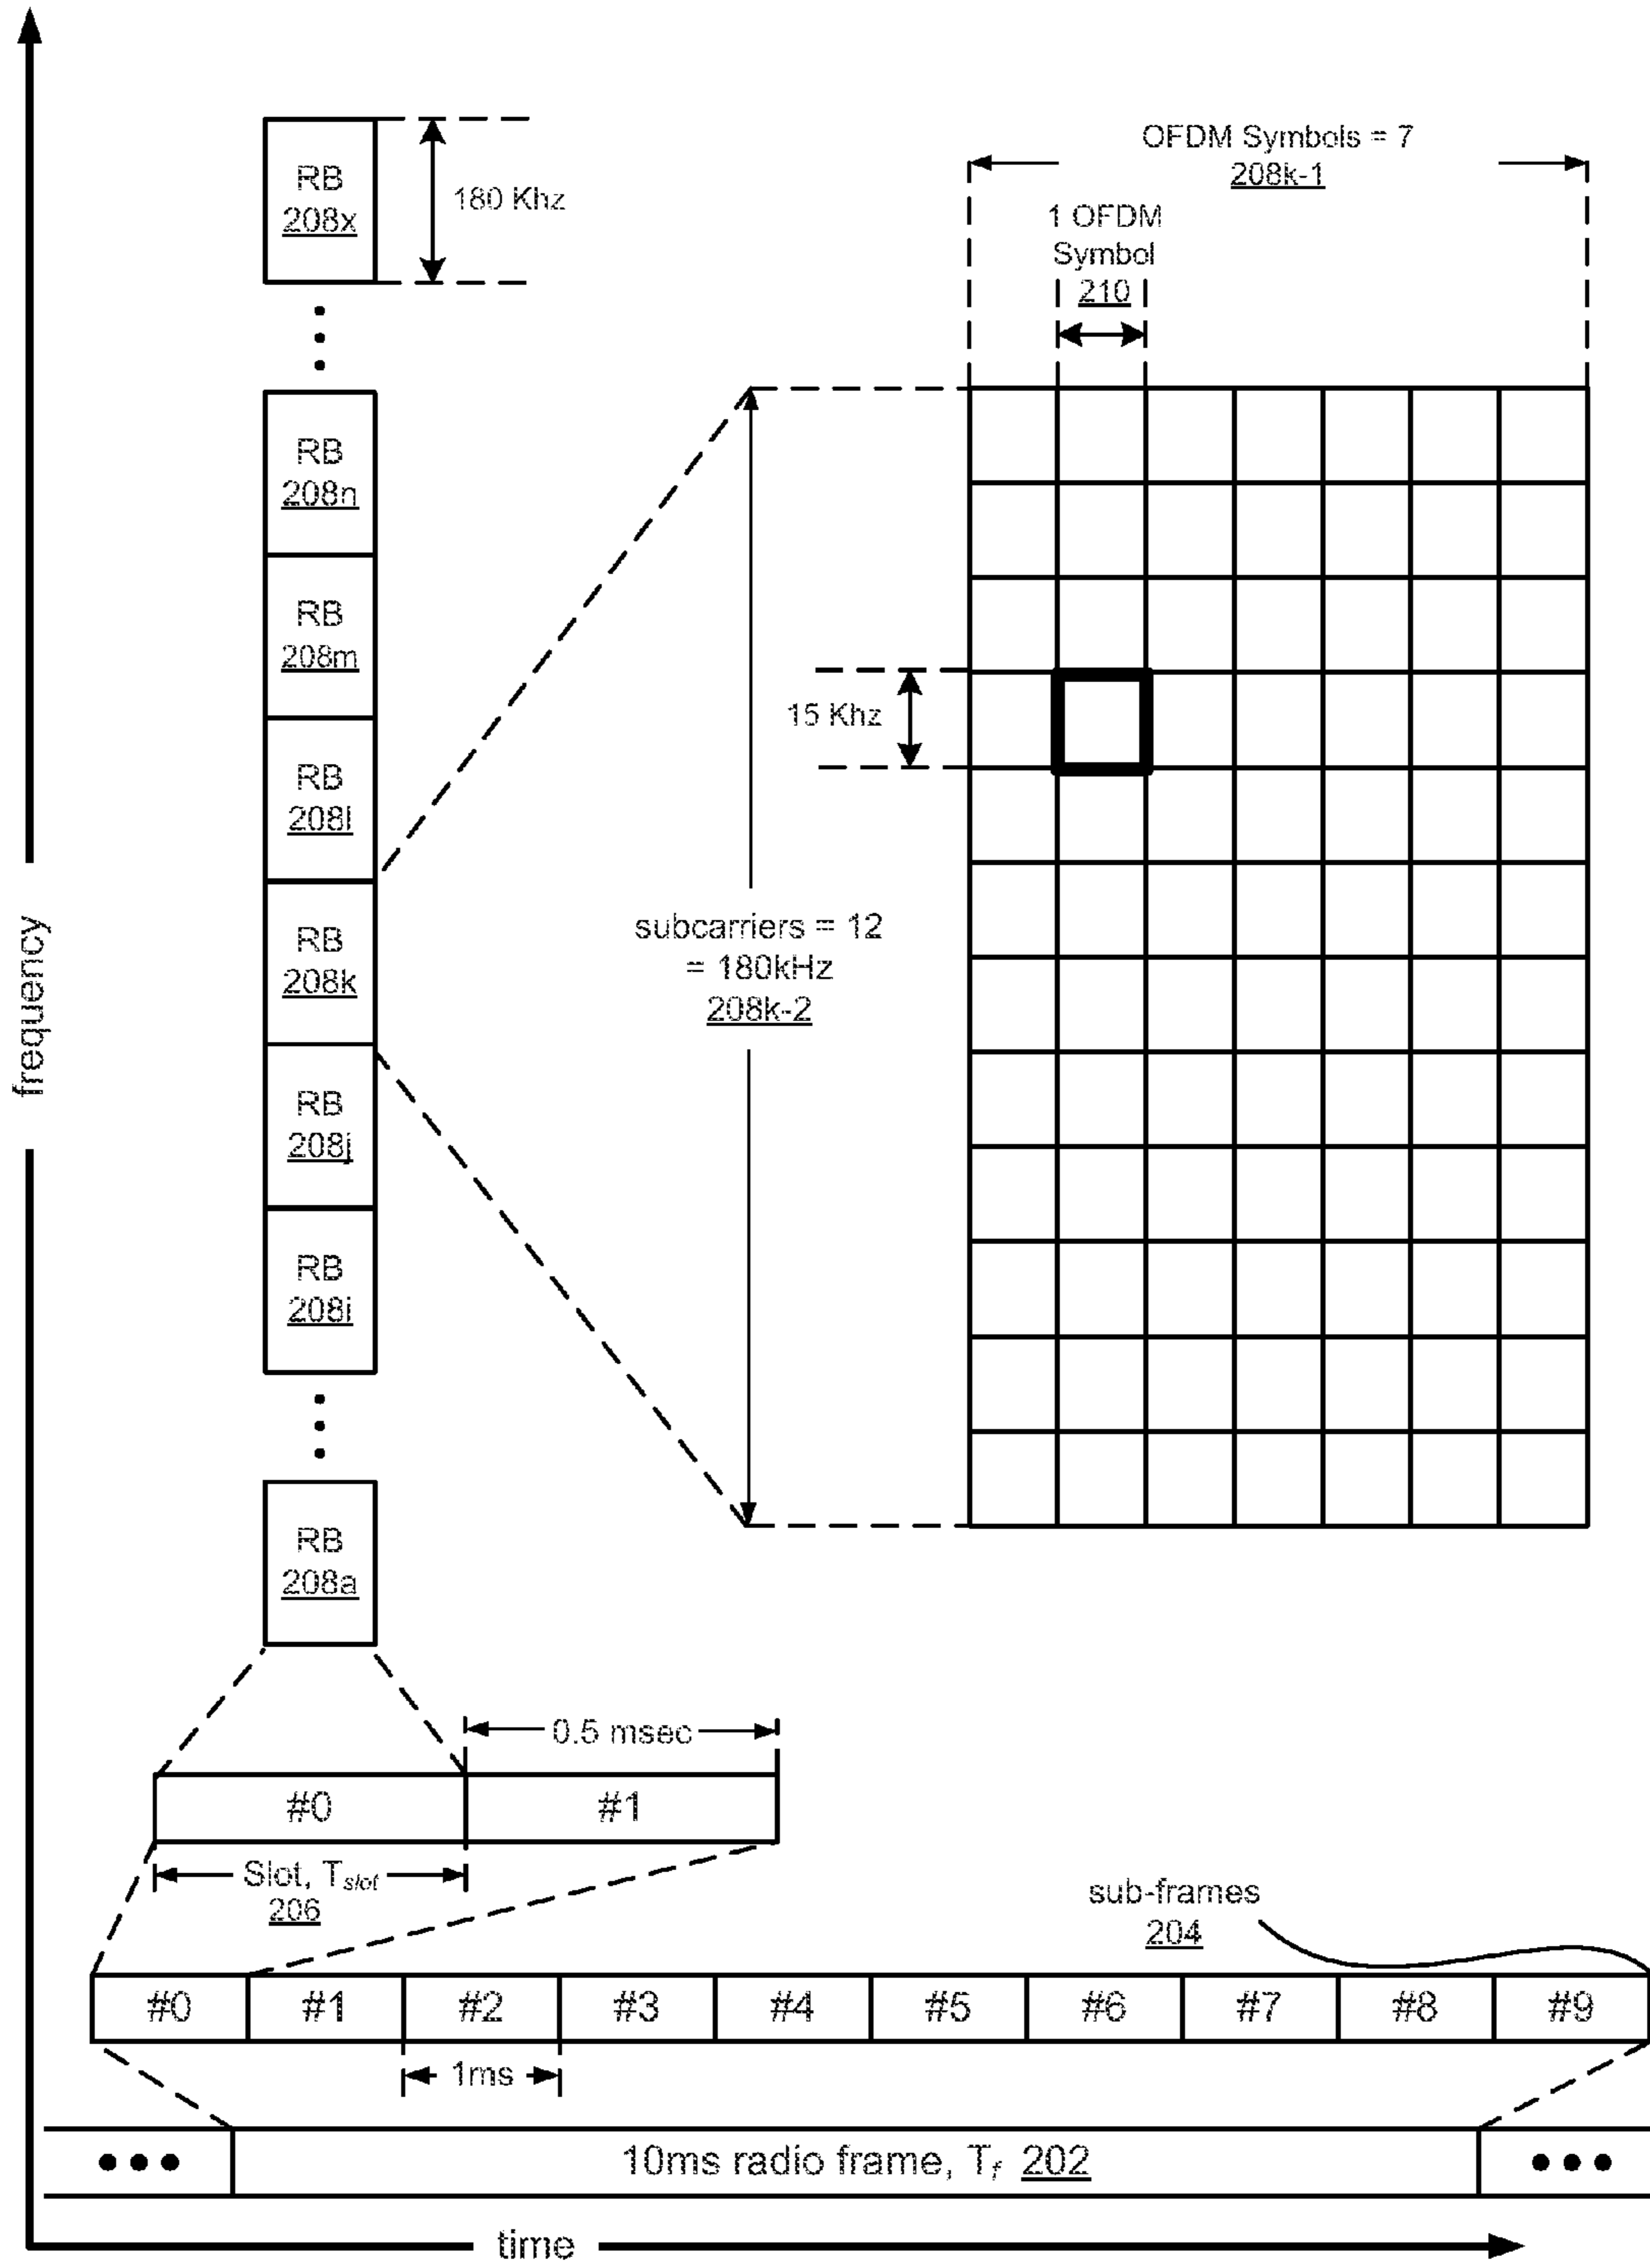 OFDM Symbols = 7
208k-1
1 OFDM
Symbol
210
RB
208x
180 Khz
RB
208n
RB
208m
RB
208l
RB
208k
RB
208j
RB
208i
RB
208a
15 Khz
subcarriers = 12
= 180kHz
208k-2
frequency
0.5 msec
#0 #1
Slot, Tslot
206
sub-frames
204
#0 #1 #2 #3 #4 #5 #6 #7 #8 #9
1ms
10ms radio frame, Tf 202
time